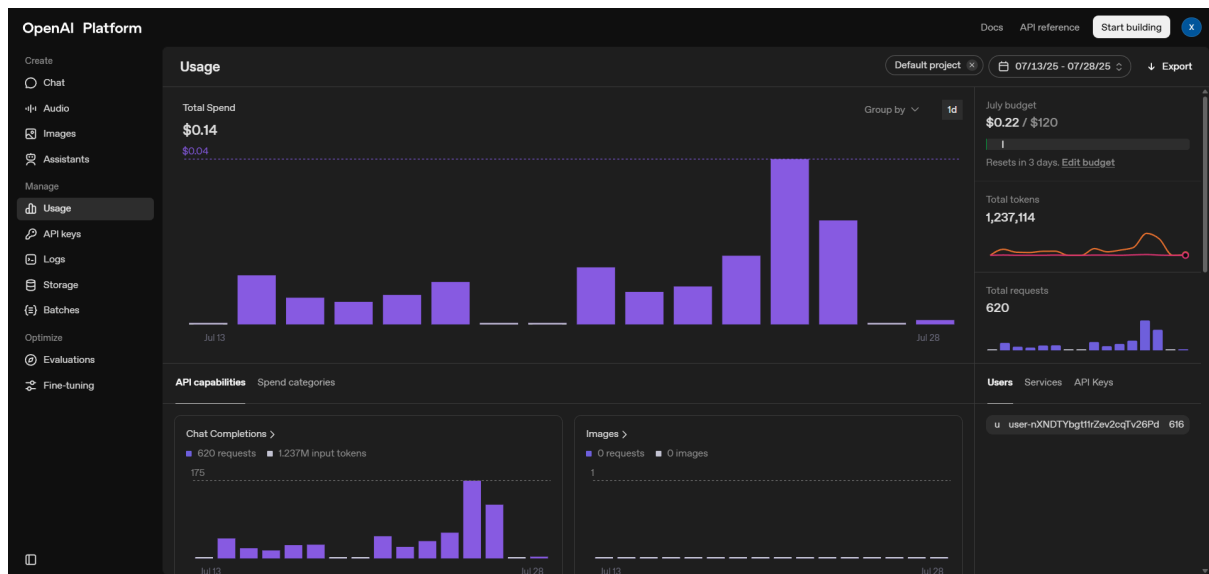 OpenAI Platform
Docs
API reference
Start building
X
Create
Chat
Audio
Images
Assistants
Manage
Usage
API keys
Logs
Storage
Batches
Optimize
Evaluations
Fine-tuning
Usage
Default project
07/13/25 - 07/28/25
Export
Total Spend
$0.14
Group by
1d
$0.04
Jul 13
Jul 28
July budget
$0.22 / $120
Resets in 3 days. Edit budget
Total tokens
1,237,114
Total requests
620
API capabilities
Spend categories
Chat Completions
620 requests
1.237M input tokens
175
Jul 13
Jul 28
Images
0 requests
0 images
1
Jul 13
Jul 28
Users
Services
API Keys
u user-nXNDTYbgt11rZev2cqTv26Pd 616